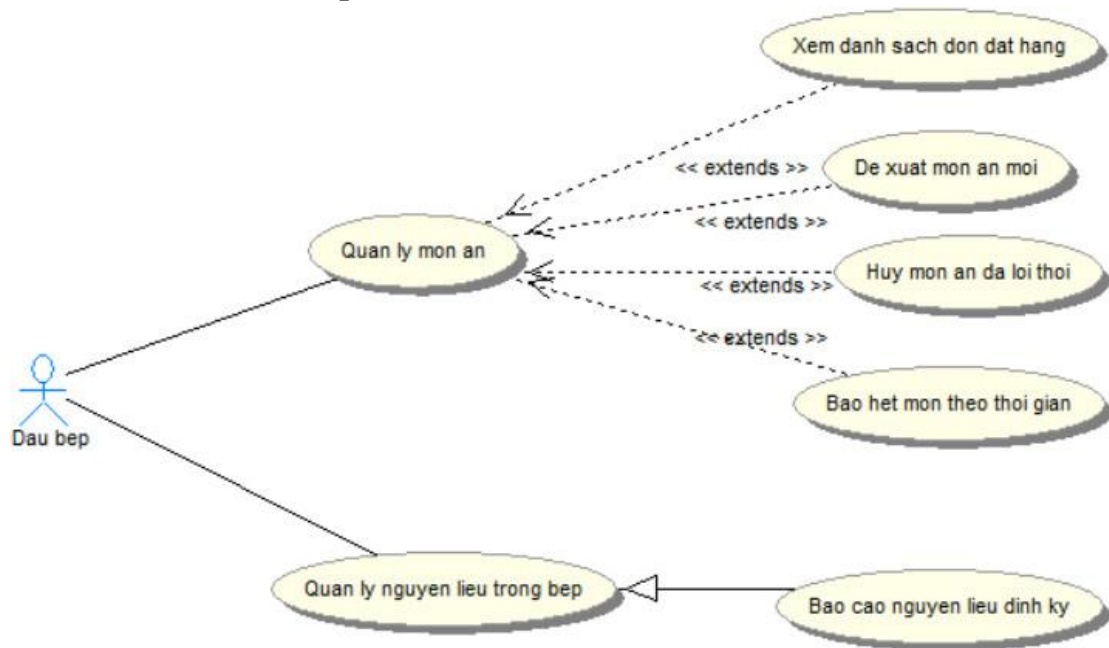 Xem danh sach don dat hang
<< extends >>
De xuat mon an moi
<< extends >>
Quan ly mon an
Huy mon an da loi thoi
<< extends >>
<< extends >>
Bao het mon theo thoi gian
Dau bep
Quan ly nguyen lieu trong bep
Bao cao nguyen lieu dinh ky